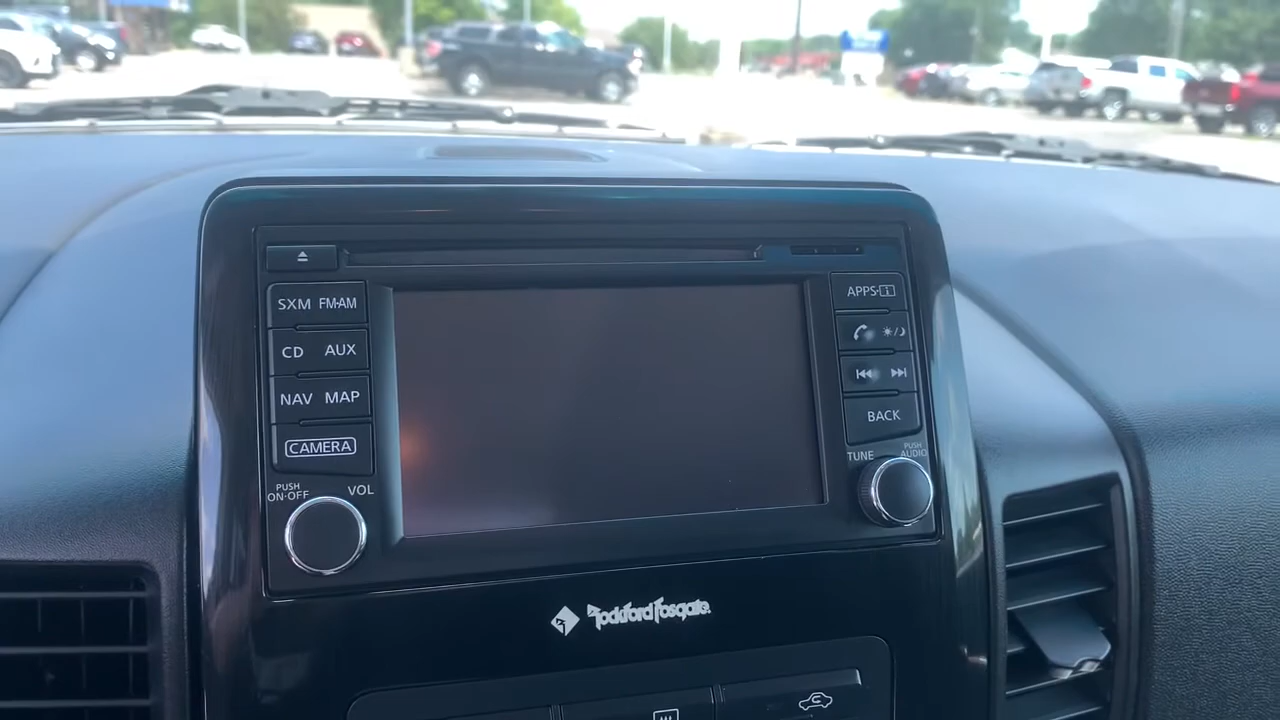 SXM FM·AM
CD AUX
NAV MAP
CAMERA
PUSH
ON·OFF
VOL
APPS·i
BACK
TUNE
PUSH
AUDIO
Rockford Fosgate